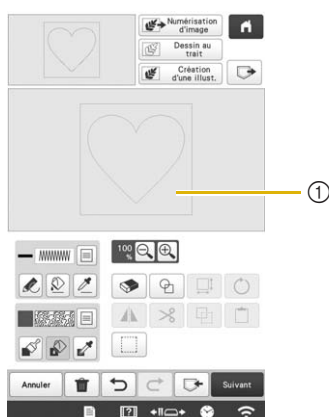 Numérisation
d'image
Dessin au
trait
Création
d'une illust.
①
100
%
Annuler
Suivant